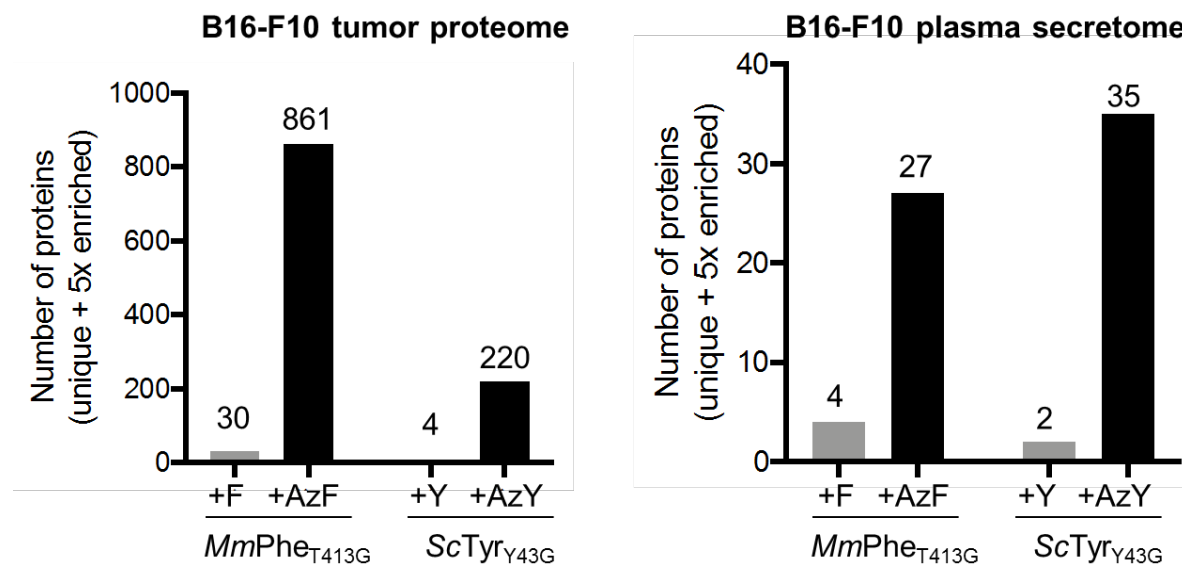 B16-F10 tumor proteome
Number of proteins
(unique + 5x enriched)
1000
800
600
400
200
0
30
861
4
220
+F +AzF +Y +AzY
MmPheT413G ScTyrY43G
B16-F10 plasma secretome
Number of proteins
(unique + 5x enriched)
40
30
20
10
0
4
27
2
35
+F +AzF +Y +AzY
MmPheT413G ScTyrY43G